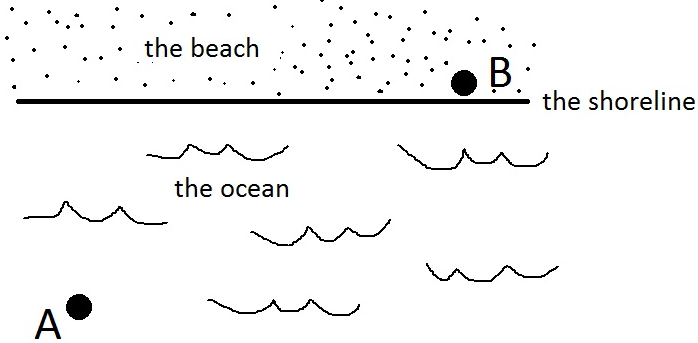 the beach
B
the shoreline
the ocean
A